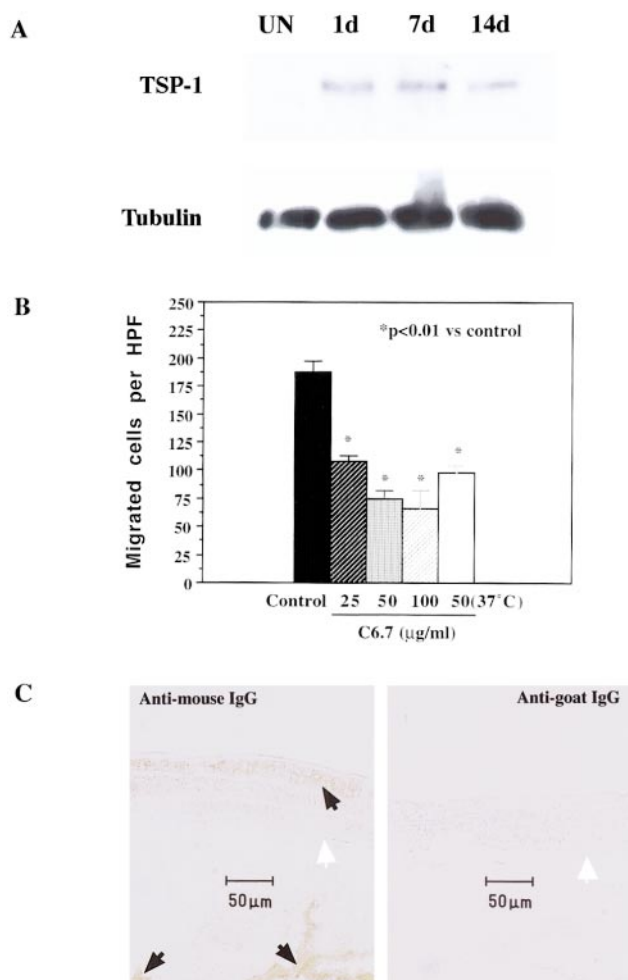 A
UN 1d 7d 14d
TSP-1
Tubulin
B
Migrated cells per HPF
250
225
200
175
150
125
100
75
50
25
0
*p<0.01 vs control
*
*
*
*
Control 25 50 100 50(37°C)
C6.7 (µg/ml)
C
Anti-mouse IgG
Anti-goat IgG
50µm
50µm